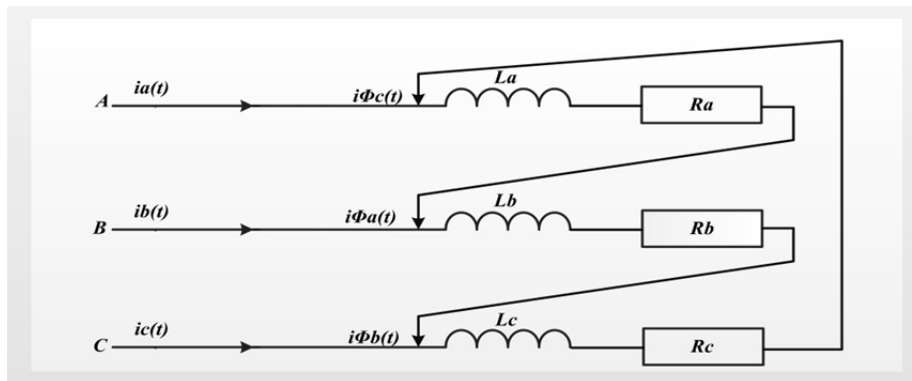 La
ia(t)
iΦc(t)
A
Ra
Lb
ib(t)
iΦa(t)
B
Rb
Lc
ic(t)
iΦb(t)
C
Rc